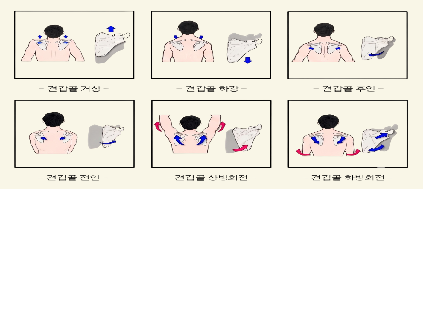 - 견갑골 거상 -
- 견갑골 하강 -
- 견갑골 후인 -
견갑골 전인
견갑골 상방회전
견갑골 하방회전